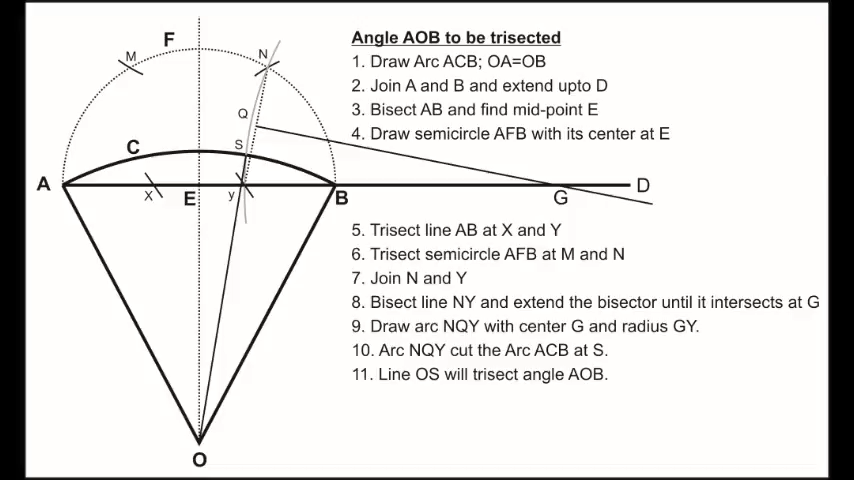 Angle AOB to be trisected
1. Draw Arc ACB; OA=OB
2. Join A and B and extend upto D
3. Bisect AB and find mid-point E
4. Draw semicircle AFB with its center at E
F
M
N
Q
C
S
A
X
E
y
B
G
D
5. Trisect line AB at X and Y
6. Trisect semicircle AFB at M and N
7. Join N and Y
8. Bisect line NY and extend the bisector until it intersects at G
9. Draw arc NQY with center G and radius GY.
10. Arc NQY cut the Arc ACB at S.
11. Line OS will trisect angle AOB.
O